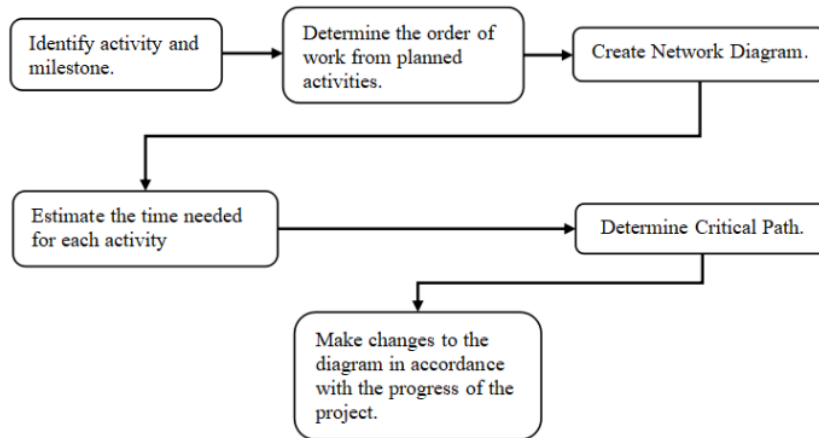 Identify activity and
milestone.
Determine the order of
work from planned
activities.
Create Network Diagram.
Estimate the time needed
for each activity
Determine Critical Path.
Make changes to the
diagram in accordance
with the progress of the
project.